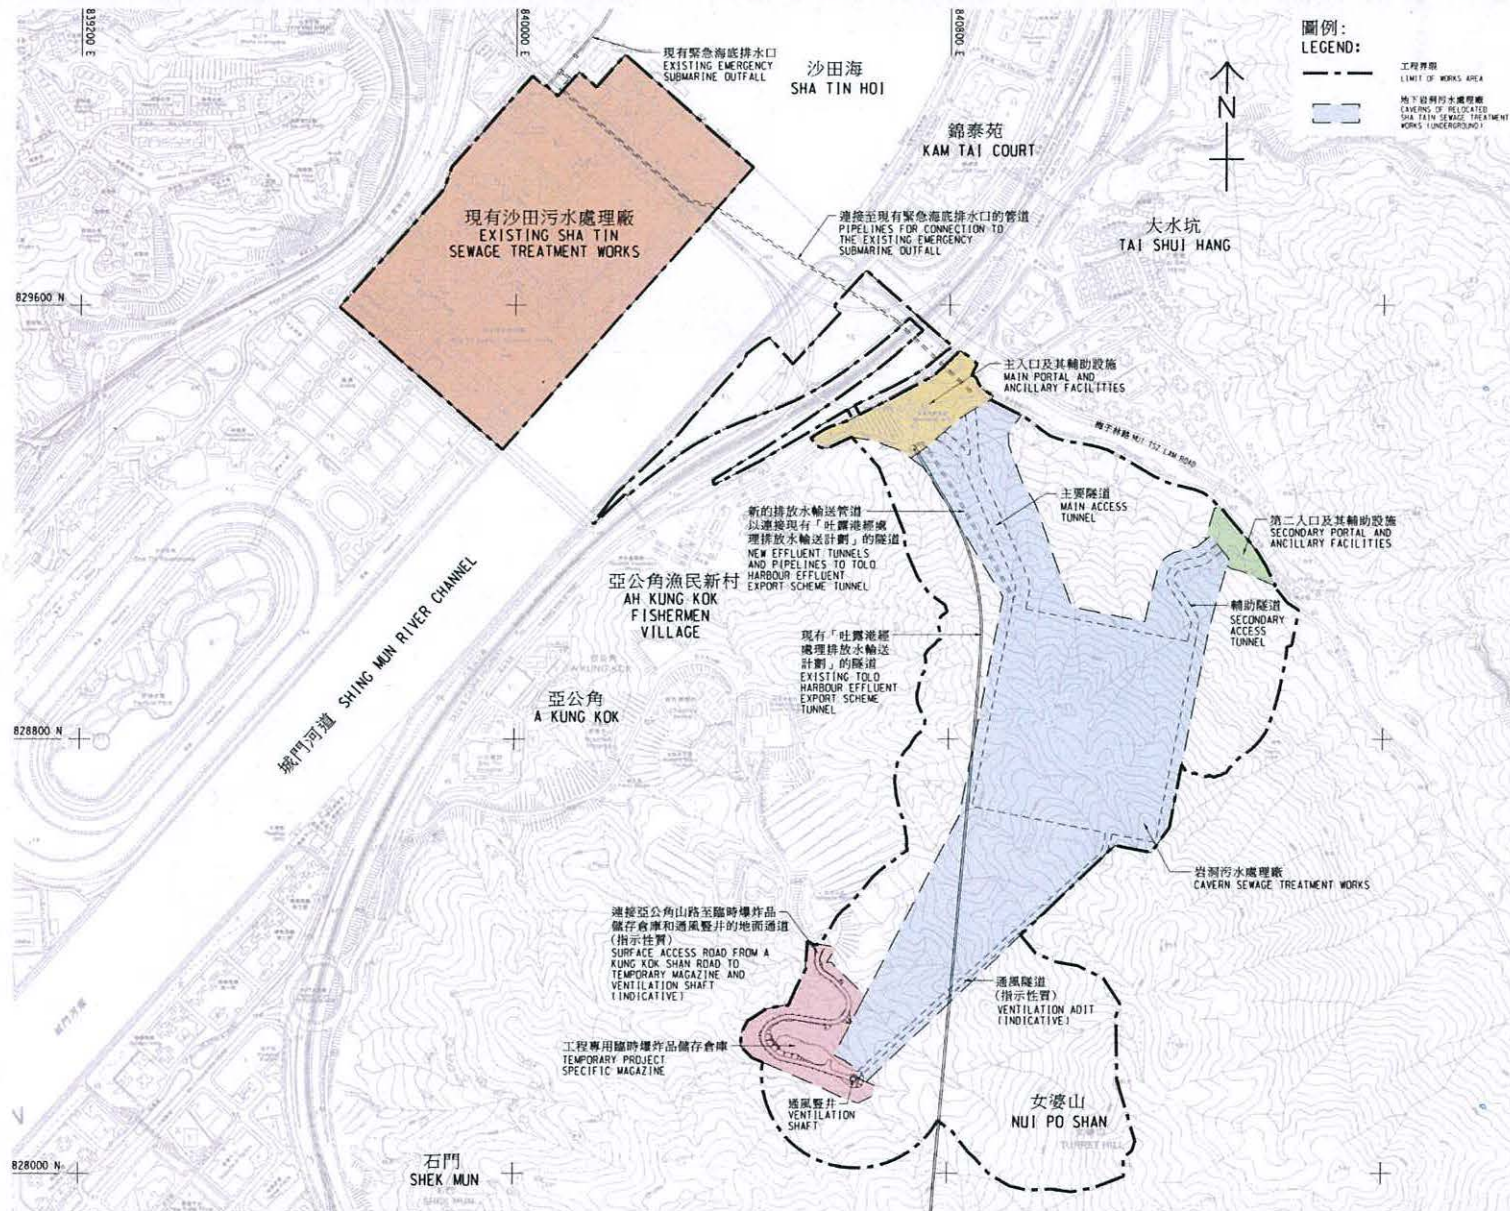 839200 E
840000 E
840800 E
圖例:
LEGEND:
工程界限
LIMIT OF WORKS AREA
地下岩洞污水處理廠
CAVERNS OF RELOCATED
SHA TAIN SEWAGE TREATMENT
WORKS (UNDERGROUND)
N
現有緊急海底排水口
EXISTING EMERGENCY
SUBMARINE OUTFALL
沙田海
SHA TIN HOI
錦泰苑
KAM TAI COURT
現有沙田污水處理廠
EXISTING SHA TIN
SEWAGE TREATMENT WORKS
連接至現有緊急海底排水口的管道
PIPELINES FOR CONNECTION TO
THE EXISTING EMERGENCY
SUBMARINE OUTFALL
大水坑
TAI SHUI HANG
829600 N
主入口及其輔助設施
MAIN PORTAL AND
ANCILLARY FACILITIES
梅子林路 MUI TSZ LAM ROAD
主要隧道
MAIN ACCESS
TUNNEL
新的排放水輸送管道
以連接現有「吐露港經處
理排放水輸送計劃」的隧道
NEW EFFLUENT TUNNELS
AND PIPELINES TO TOLO
HARBOUR EFFLUENT
EXPORT SCHEME TUNNEL
第二入口及其輔助設施
SECONDARY PORTAL AND
ANCILLARY FACILITIES
亞公角漁民新村
AH KUNG KOK
FISHERMEN
VILLAGE
輔助隧道
SECONDARY
ACCESS
TUNNEL
城門河道 SHING MUN RIVER CHANNEL
現有「吐露港經
處理排放水輸送
計劃」的隧道
EXISTING TOLO
HARBOUR EFFLUENT
EXPORT SCHEME
TUNNEL
亞公角
A KUNG KOK
828800 N
岩洞污水處理廠
CAVERN SEWAGE TREATMENT WORKS
連接亞公角山路至臨時爆炸品
儲存倉庫和通風豎井的地面通道
(指示性質)
SURFACE ACCESS ROAD FROM A
KUNG KOK SHAN ROAD TO
TEMPORARY MAGAZINE AND
VENTILATION SHAFT
(INDICATIVE)
通風隧道
(指示性質)
VENTILATION ADIT
(INDICATIVE)
工程專用臨時爆炸品儲存倉庫
TEMPORARY PROJECT
SPECIFIC MAGAZINE
通風豎井
VENTILATION
SHAFT
女婆山
NUI PO SHAN
TURRET HILL
828000 N
石門
SHEK MUN